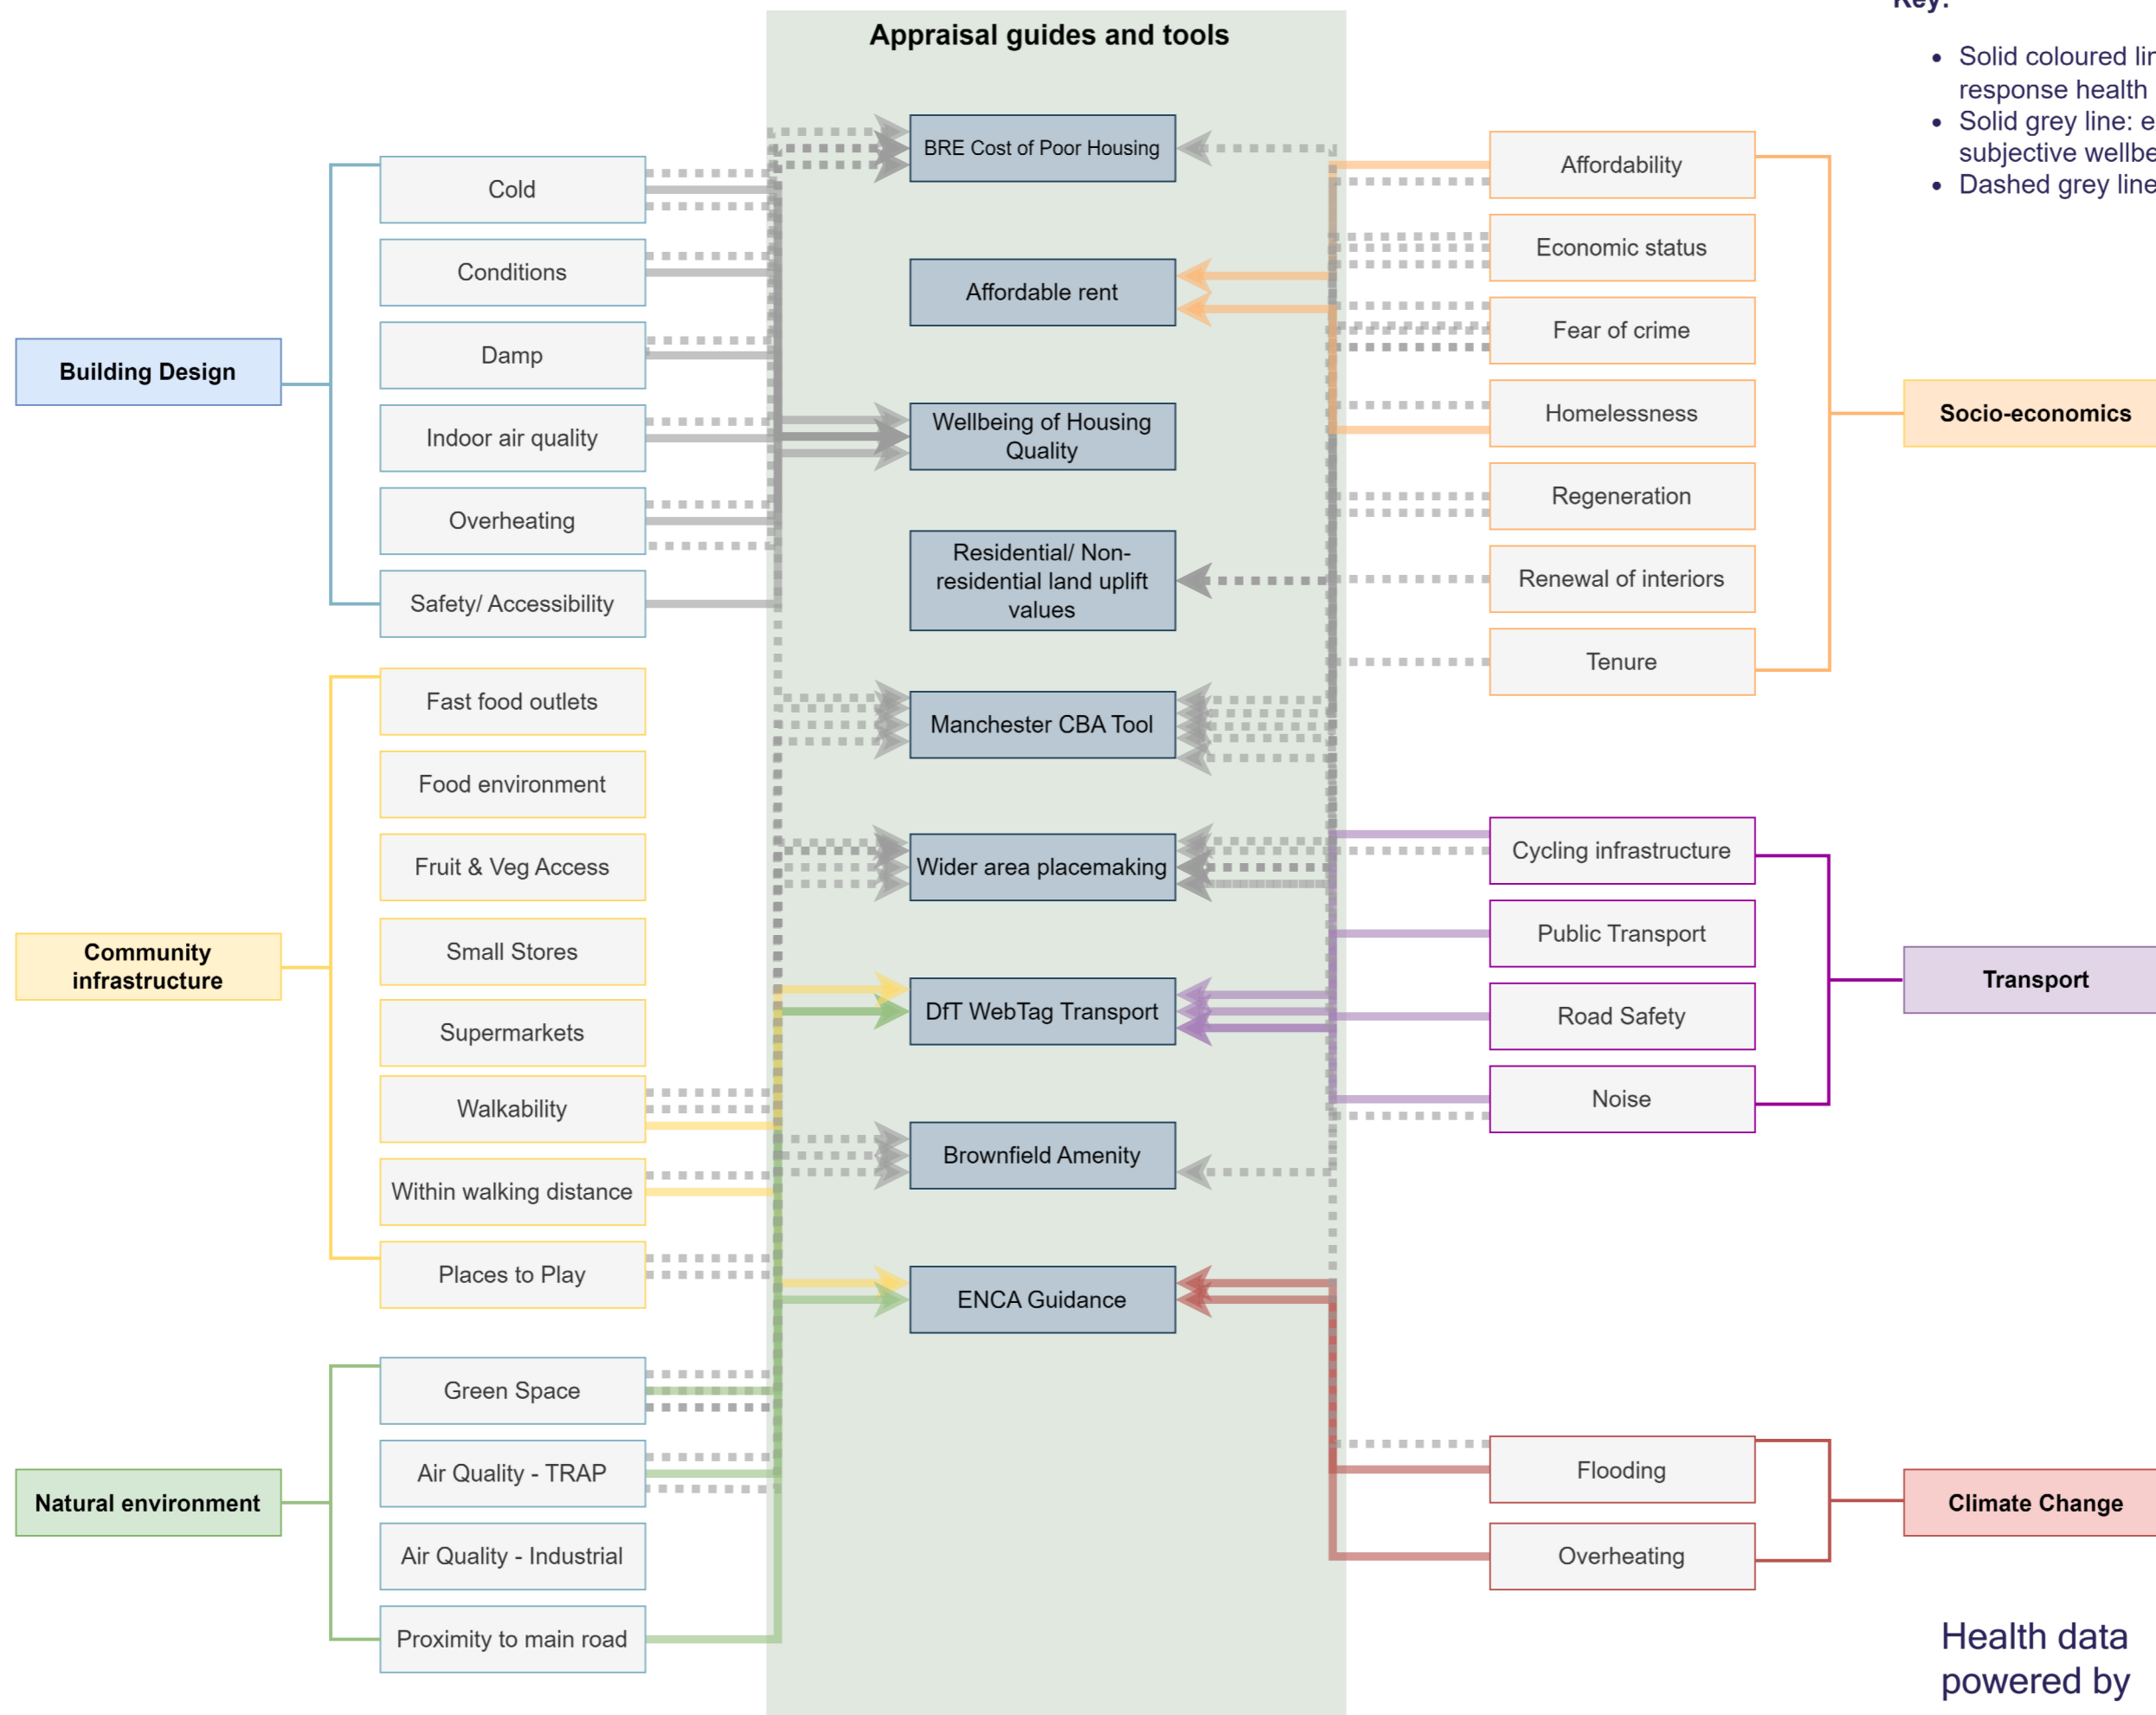 Appraisal guides and tools
Key:
• Solid coloured
response health
• Solid grey line:
subjective
• Dashed grey line
Building Design
Cold
Conditions
Damp
Indoor air quality
Overheating
Safety/ Accessibility
Community
infrastructure
Fast food outlets
Food environment
Fruit & Veg Access
Small Stores
Supermarkets
Walkability
Within walking distance
Places to Play
Natural environment
Green Space
Air Quality - TRAP
Air Quality - Industrial
Proximity to main road
BRE Cost of Poor Housing
Affordable rent
Wellbeing of Housing
Quality
Residential/ Non-
residential land uplift
values
Manchester CBA Tool
Wider area placemaking
DfT WebTag Transport
Brownfield Amenity
ENCA Guidance
Affordability
Economic status
Fear of crime
Homelessness
Regeneration
Renewal of interiors
Tenure
Socio-economics
Cycling infrastructure
Public Transport
Road Safety
Noise
Transport
Flooding
Overheating
Climate Change
Health data
powered by